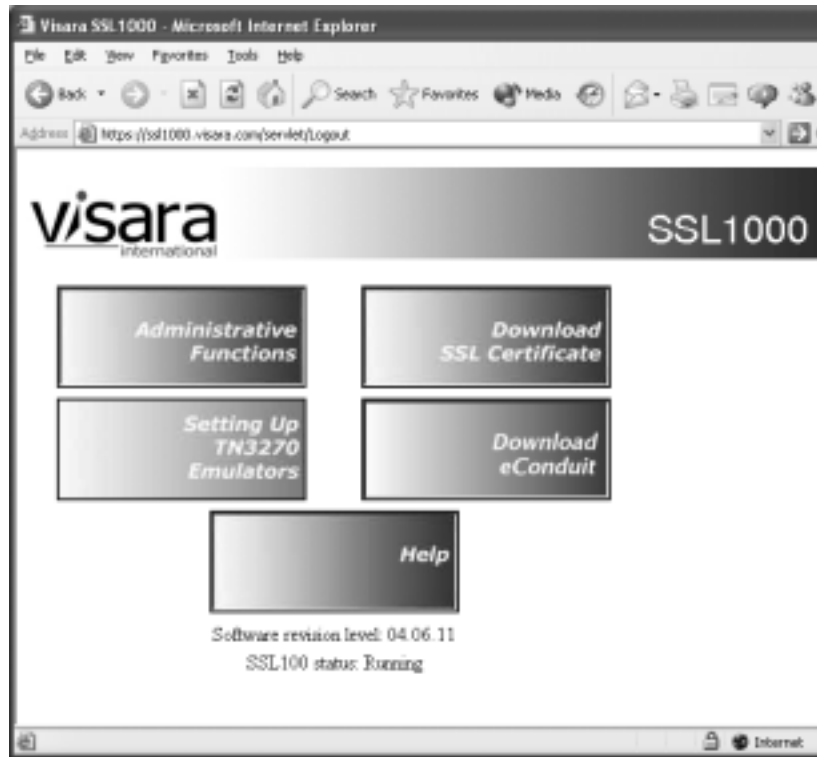 Visara SSL1000 - Microsoft Internet Explorer
File Edit View Favorites Tools Help
Back Search Favorites Media
Address https://ssl1000.visara.com/servlet/Logout
Visara
international
SSL1000
Administrative
Functions
Download
SSL Certificate
Setting Up
TN3270
Emulators
Download
eConduit
Help
Software revision level: 04.06.11
SSL100 status: Running
Internet